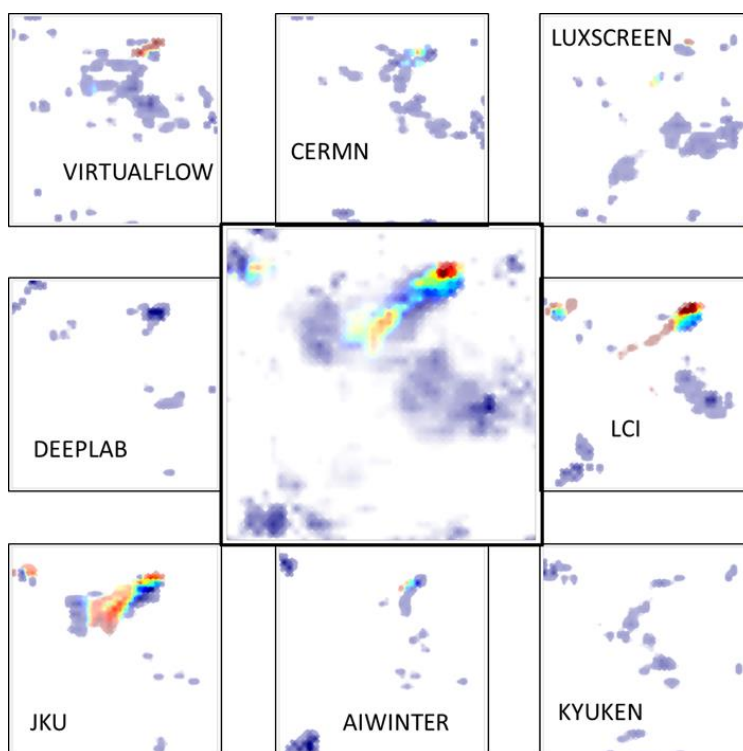 LUXSCREEN
CERMN
VIRTUALFLOW
LCI
DEEPLAB
JKU
AIWINTER
KYUKEN